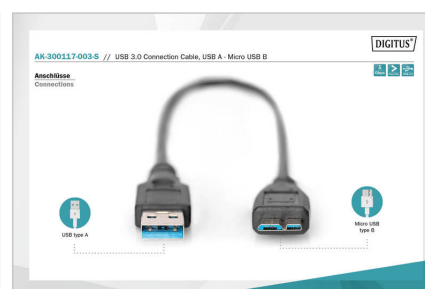 DIGITUS®
AK-300117-003-S // USB 3.0 Connection Cable, USB A - Micro USB B
Anschlüsse
Connections
USB type A
Micro USB
type B